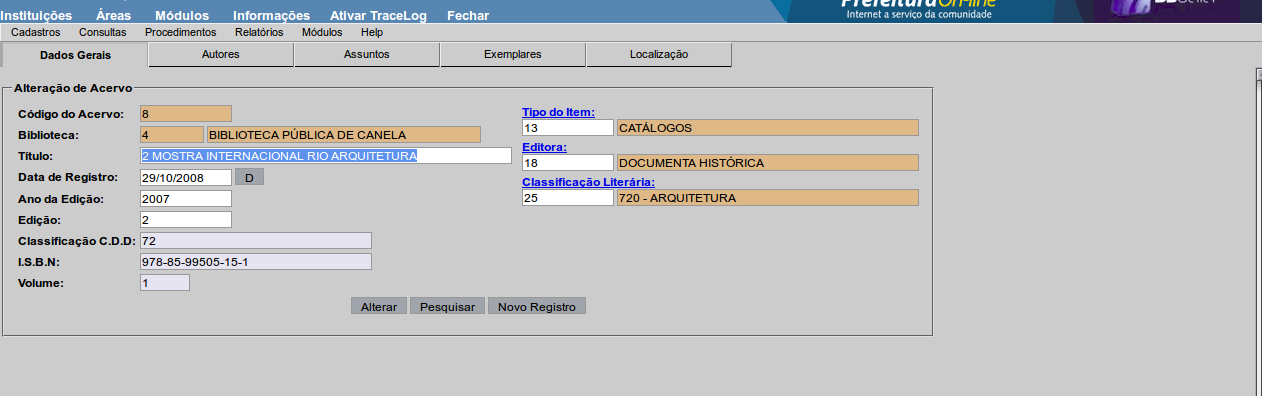 Instituições Áreas Módulos Informações Ativar TraceLog Fechar
Prefeitura On-line
Internet a serviço da comunidade
Cadastros Consultas Procedimentos Relatórios Módulos Help
Dados Gerais Autores Assuntos Exemplares Localização
Alteração de Acervo
Código do Acervo: 8
Biblioteca: 4 BIBLIOTECA PÚBLICA DE CANELA
Título: 2 MOSTRA INTERNACIONAL RIO ARQUITETURA
Data de Registro: 29/10/2008 D
Ano da Edição: 2007
Edição: 2
Classificação C.D.D: 72
I.S.B.N: 978-85-99505-15-1
Volume: 1
Tipo do Item:
13 CATÁLOGOS
Editora:
18 DOCUMENTA HISTÓRICA
Classificação Literária:
25 720 - ARQUITETURA
Alterar Pesquisar Novo Registro